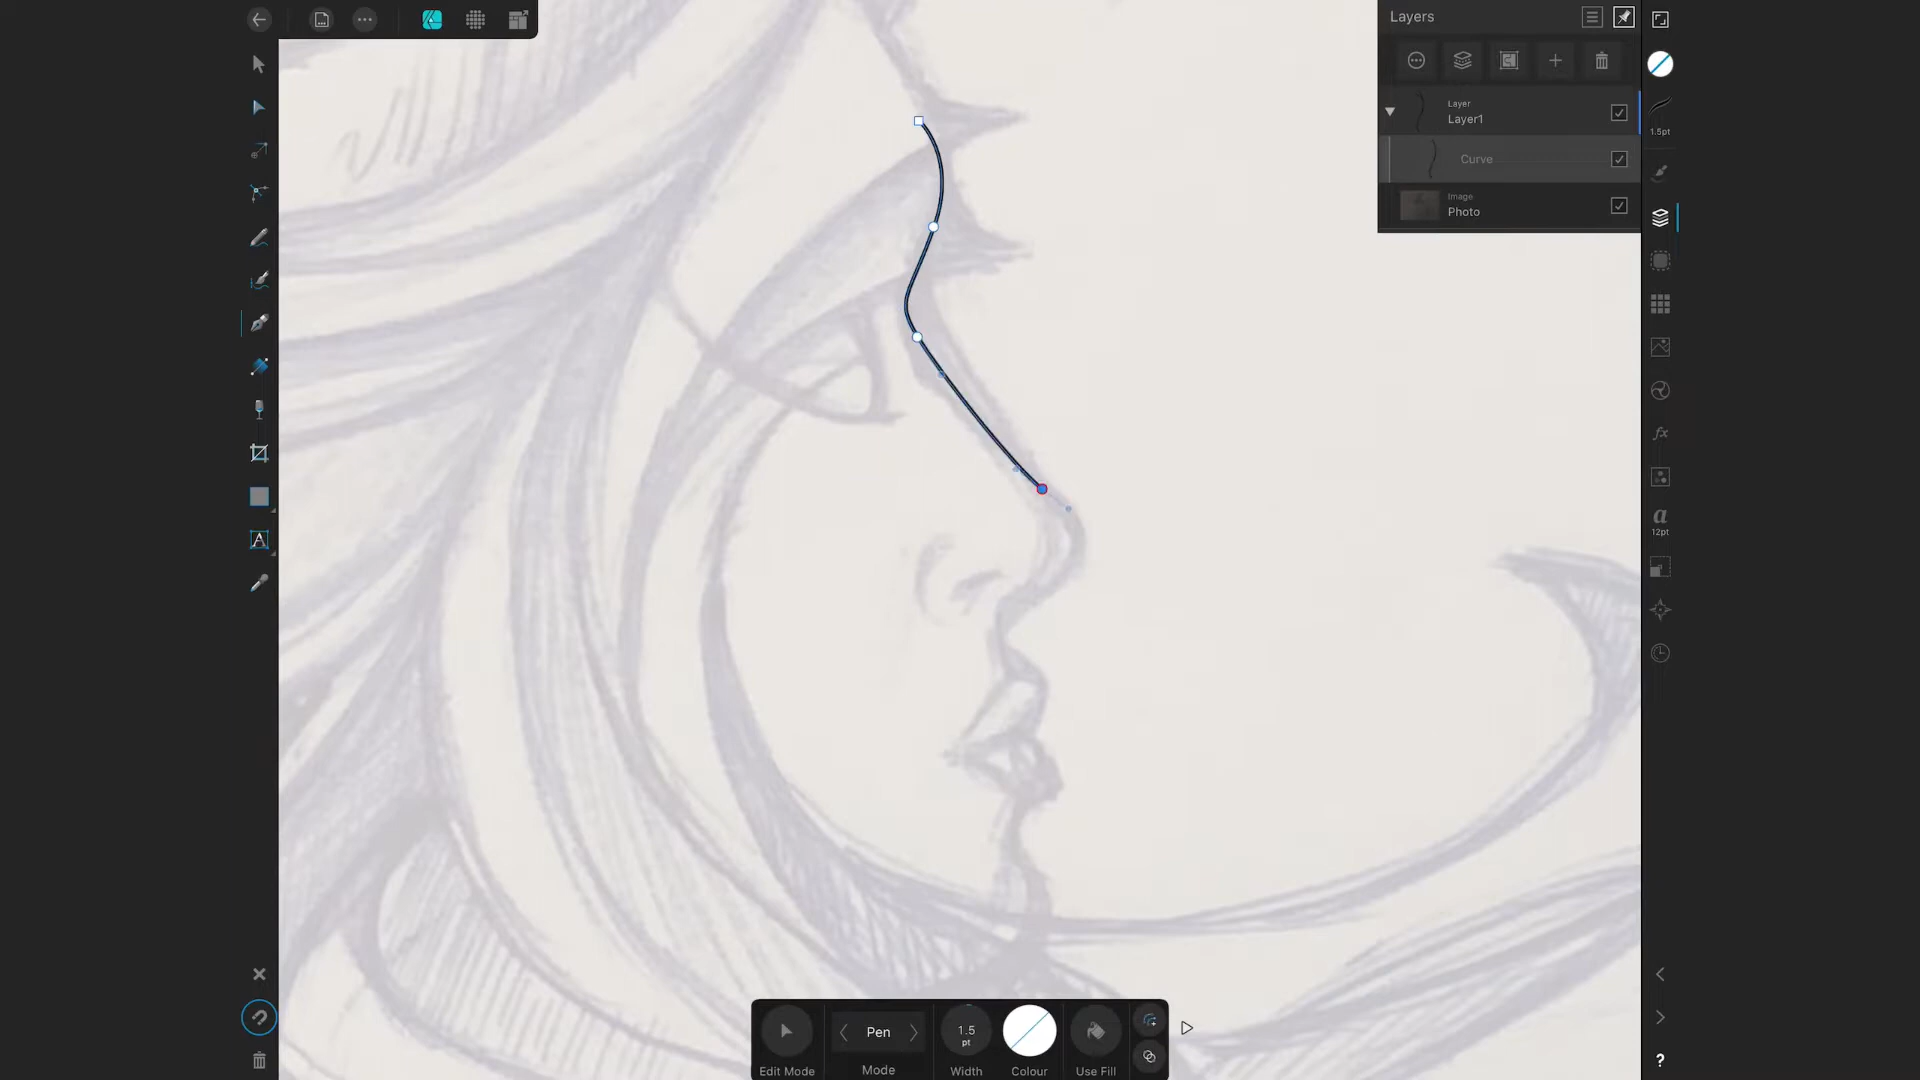 Layers
Layer
Layer1
1.5pt
Curve
Image
Photo
a
12pt
fx
A
1.5
pt
Pen
Edit Mode
Mode
Width
Colour
Use Fill
?